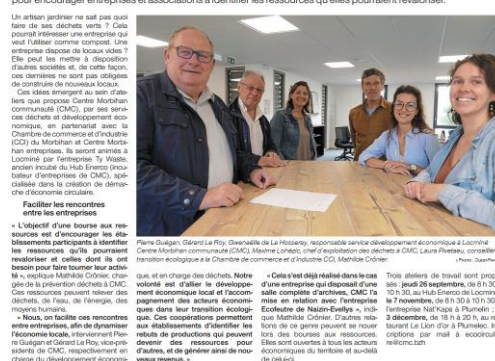 pour encourager entreprises et associations à identifier les ressources qu'elles pourraient revaloriser.
Un artisan jardinier ne sait pas quoi
faire de ses déchets verts ? Cela
pourrait intéresser une entreprise qui
veut l'utiliser comme compost. Une
entreprise dispose de locaux vides ?
Elle peut les mettre à disposition
d'autres sociétés et, de cette façon,
ces dernières ne sont pas obligées
de construire de nouveaux locaux.
Ces idées émergent au sein d'ate-
liers que propose Centre Morbihan
communauté (CMC), par ses servi-
ces déchets et développement éco-
nomique, en partenariat avec la
Chambre de commerce et d'industrie
(CCI) du Morbihan et Centre Morbi-
han entreprises. Ils seront animés à
Locminé par l'entreprise Ty Waste,
ancien incubé du Hub Enerco (incu-
bateur d'entreprises de CMC), spé-
cialisée dans la création de démar-
che d'économie circulaire.
Faciliter les rencontres
entre les entreprises
« L'objectif d'une bourse aux res-
sources est d'encourager les éta-
blissements participants à identifier
les ressources qu'ils pourraient
revaloriser et celles dont ils ont
besoin pour faire tourner leur activi-
té », explique Mathilde Crônier, char-
gée de la prévention déchets à CMC.
Ces ressources peuvent relever des
déchets, de l'eau, de l'énergie, des
moyens humains.
« Nous, on facilite ces rencontres
entre entreprises, afin de dynamiser
l'économie locale, interviennent Pier-
re Guégan et Gérard Le Roy, vice-pré-
sidents de CMC, respectivement en
charge du développement économi-
Pierre Guégan, Gérard Le Roy, Gwenaëlle de La Hosseray, responsable service développement économique à Locminé
Centre Morbihan communauté (CMC), Maxime Lohézic, chef d'exploitation des déchets à CMC, Laura Rivetaeu, conseiller
transition écologique à la Chambre de commerce et d'industrie CCI, Mathilde Crônier.
que, et en charge des déchets. Notre
volonté est d'allier le développe-
ment économique local et l'accom-
pagnement des acteurs économi-
ques dans leur transition écologi-
que. Ces coopérations permettent
aux établissements d'identifier les
rebuts de productions qui peuvent
devenir des ressources pour
d'autres, et de générer ainsi de nou-
veaux revenus. »
« Cela s'est déjà réalisé dans le cas
d'une entreprise qui disposait d'une
salle complète d'archives, CMC l'a
mise en relation avec l'entreprise
Ecofeutre de Naizin-Évellys », indi-
que Mathilde Crônier. D'autres rela-
tions de ce genre peuvent se nouer
lors des bourses aux ressources.
Elles sont ouvertes à tous les acteurs
économiques du territoire et au-delà
de celui-ci.
Trois ateliers de travail sont prop
sés : jeudi 26 septembre, de 8 h 30
10 h 30, au Hub Enerco de Locminé
le 7 novembre, de 8 h 30 à 10 h 30
l'entreprise Nat'Kaps à Plumelin ;
3 décembre, de 18 h à 20 h, au r
taurant Le Lion d'or à Plumelec. I
criptions par mail à ecocircul
re@cmc.bzh